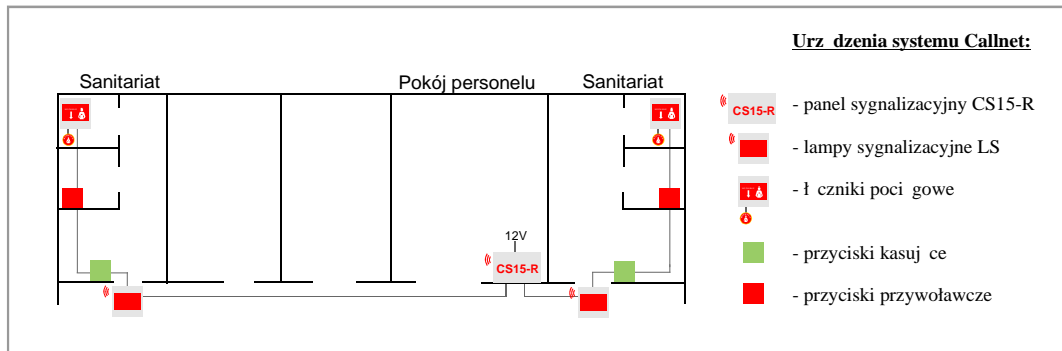 Urz dzenia systemu Callnet:
Sanitariat
Pokój personelu
Sanitariat
CS15-R
- panel sygnalizacyjny CS15-R
- lampy sygnalizacyjne LS
- ł czniki poci gowe
12V
CS15-R
- przyciski kasuj ce
- przyciski przywoławcze